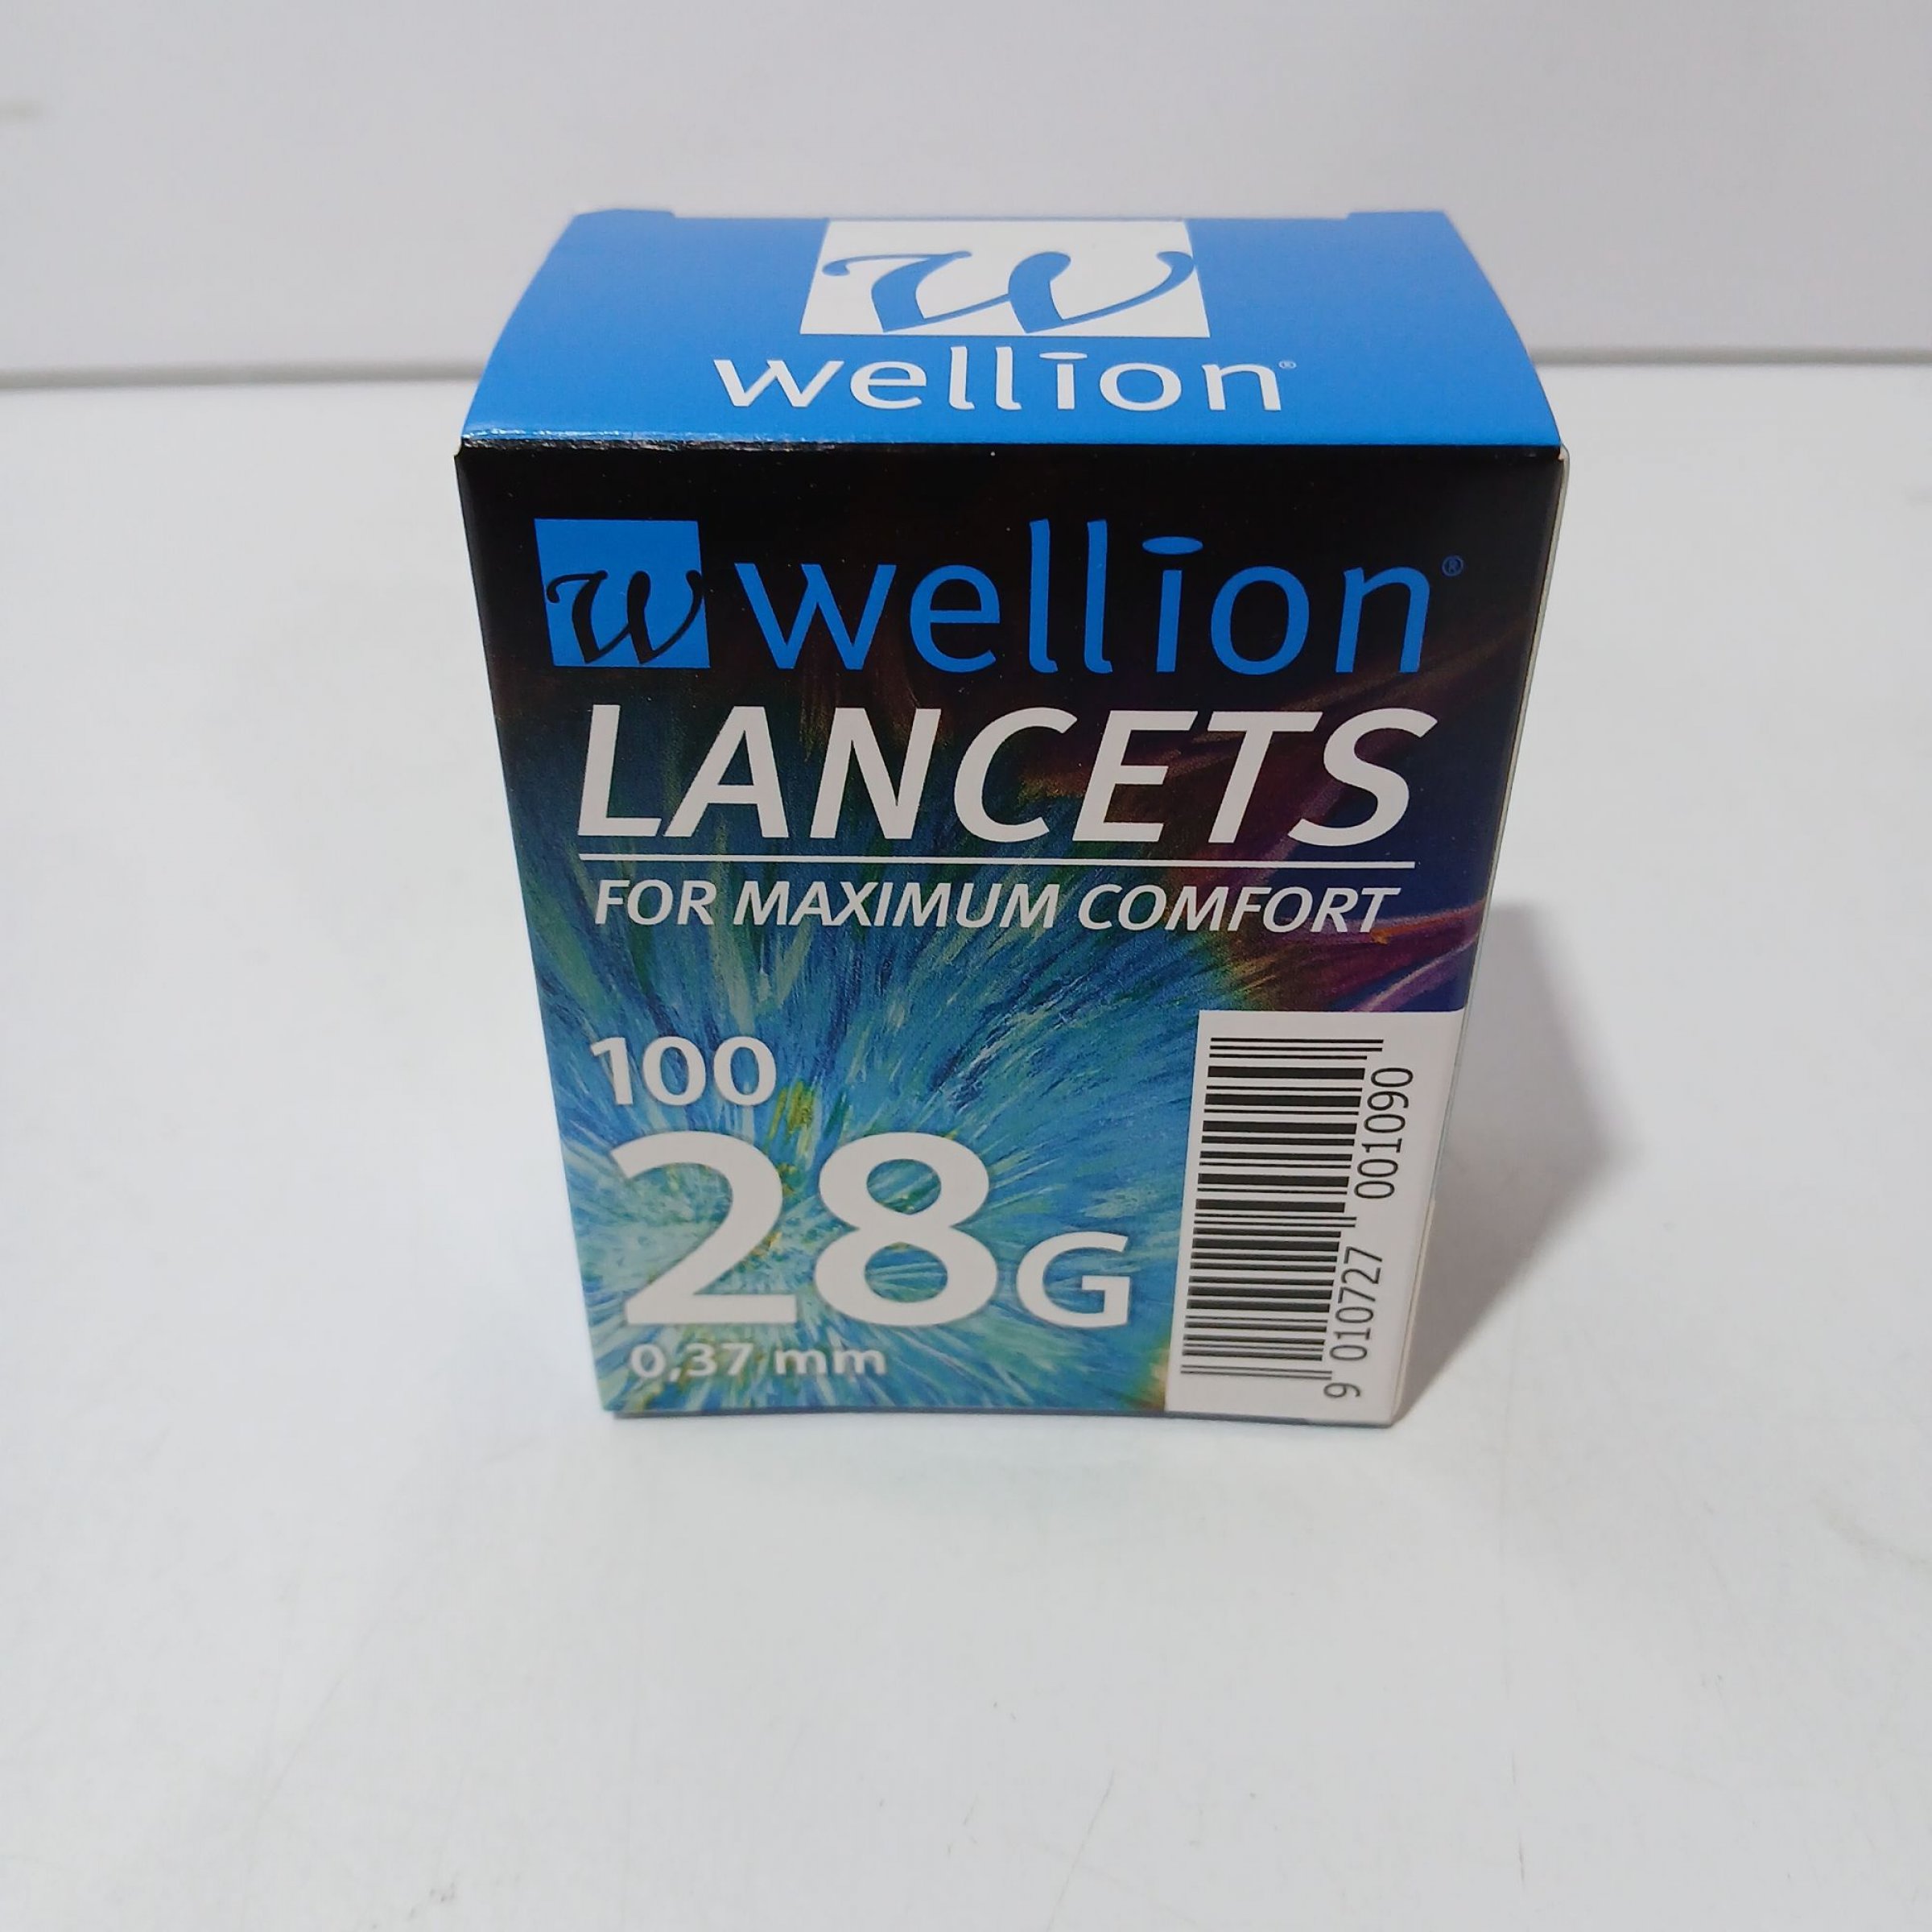 w
wellion®
w wellion®
LANCETS
FOR MAXIMUM COMFORT
100
28G
0,37 mm
9 010727 001090